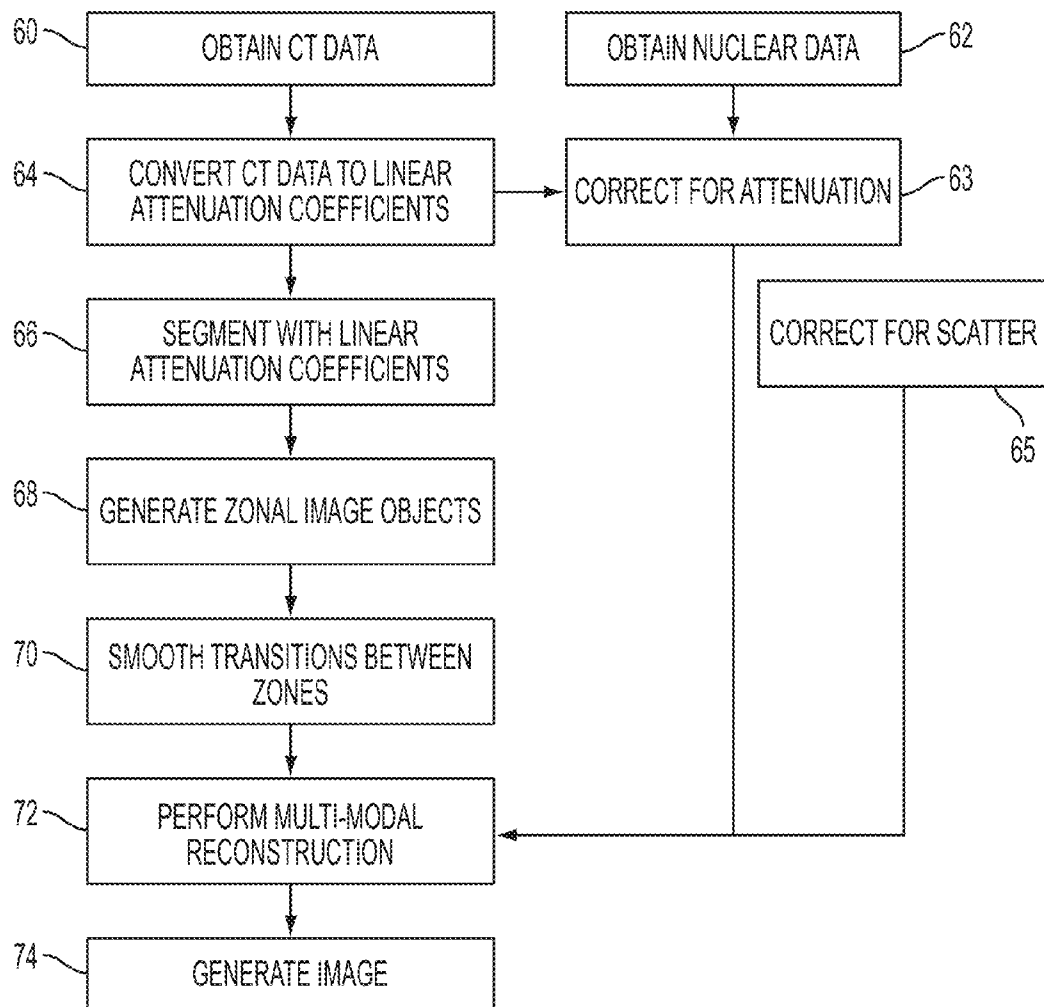 60
OBTAIN CT DATA
OBTAIN NUCLEAR DATA
62
64
CONVERT CT DATA TO LINEAR
ATTENUATION COEFFICIENTS
CORRECT FOR ATTENUATION
63
66
SEGMENT WITH LINEAR
ATTENUATION COEFFICIENTS
CORRECT FOR SCATTER
65
68
GENERATE ZONAL IMAGE OBJECTS
70
SMOOTH TRANSITIONS BETWEEN
ZONES
72
PERFORM MULTI-MODAL
RECONSTRUCTION
74
GENERATE IMAGE